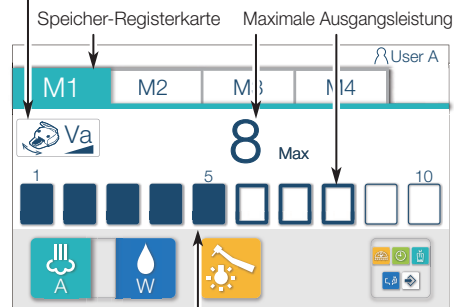 Speicher-Registerkarte Maximale Ausgangsleistung
User A
M1 M2 M3 M4
Va
8 Max
1 5 10
A W